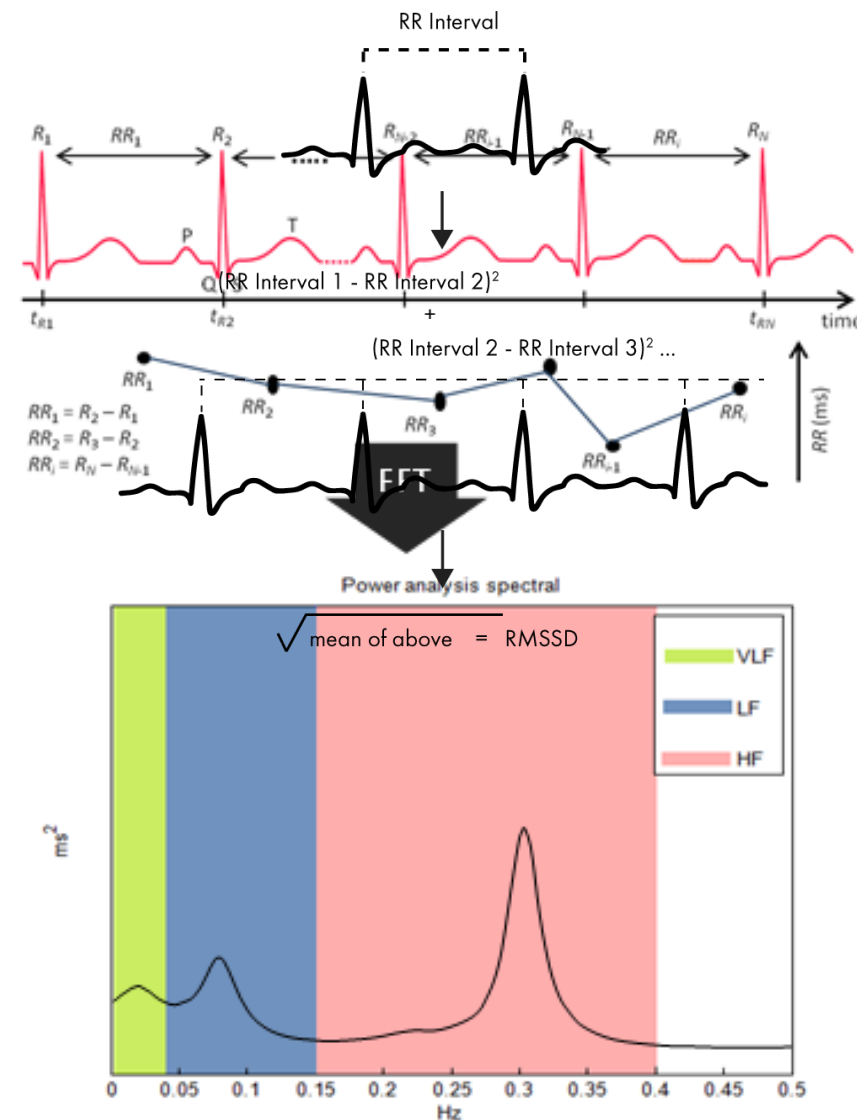 RR Interval
R1 RR1 R2 RN-2 RRi-1 RN-1 RRi RN
P T
Q
(RR Interval 1 - RR Interval 2)²
tR1 tR2 + tRN time
(RR Interval 2 - RR Interval 3)² ...
RR1
RR2
RR3
RRi-1
RRi
RR (ms)
RR1 = R2 – R1
RR2 = R3 – R2
RRi = RN – RN-1
FFT
Power analysis spectral
√ mean of above = RMSSD
VLF
LF
HF
ms²
0 0.05 0.1 0.15 0.2 0.25 0.3 0.35 0.4 0.45 0.5
Hz